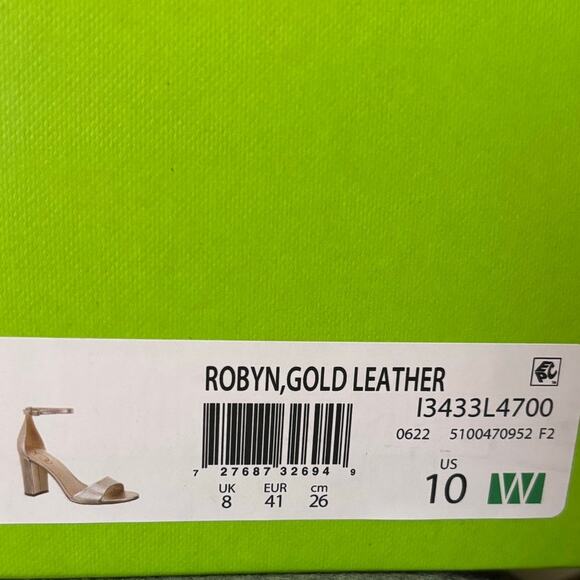 ROBYN,GOLD LEATHER
EPC
I3433L4700
0622 5100470952 F2
7 27687 32694 9
UK EUR cm
8 41 26
US
10 W